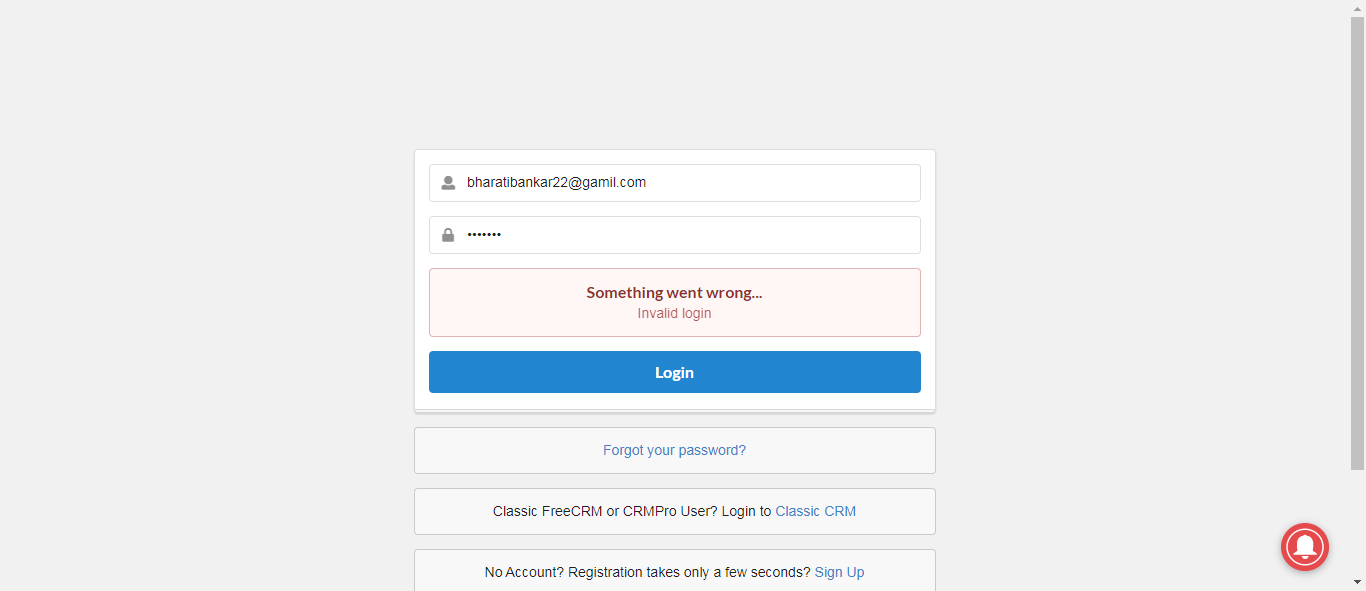 bharatibankar22@gamil.com
•••••••
Something went wrong...
Invalid login
Login
Forgot your password?
Classic FreeCRM or CRMPro User? Login to Classic CRM
No Account? Registration takes only a few seconds? Sign Up